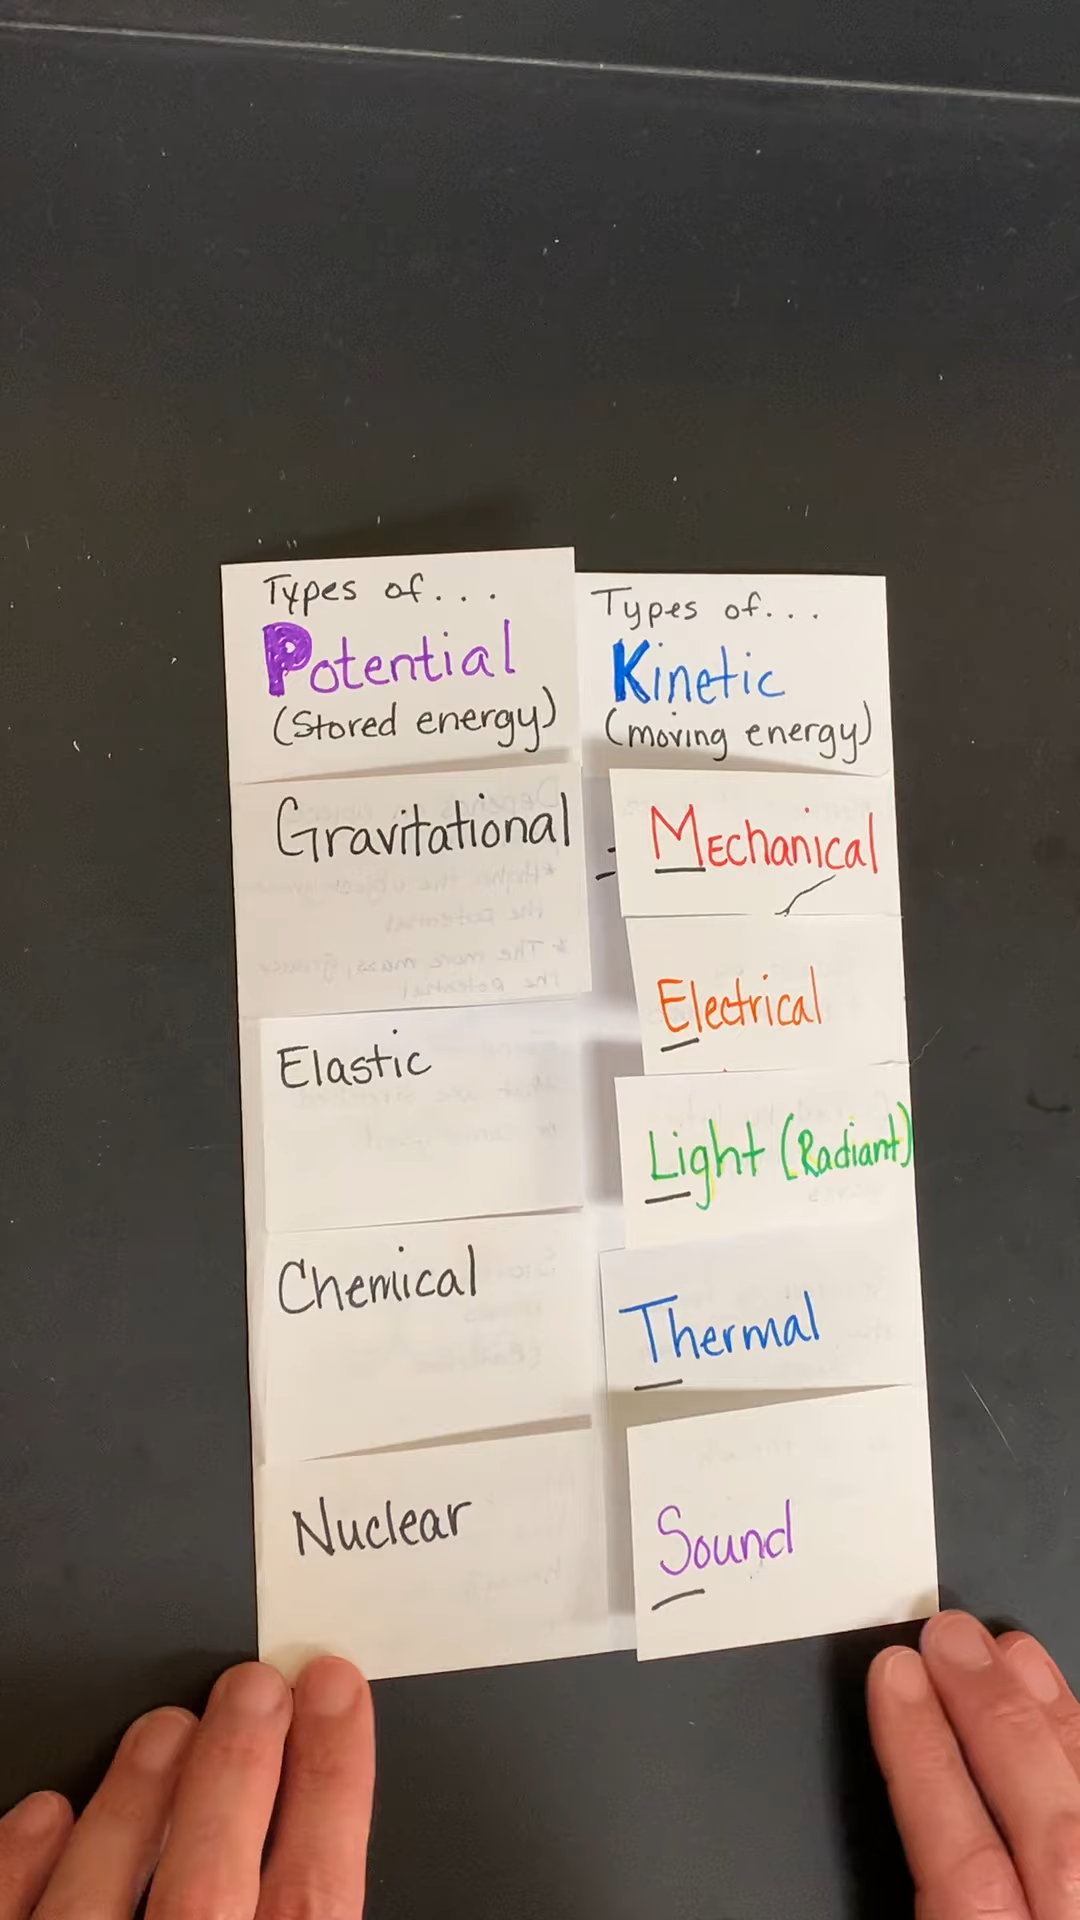 Types of...
Potential
(Stored energy)
Gravitational
Elastic
Chemical
Nuclear
Types of...
Kinetic
(moving energy)
Mechanical
Electrical
Light (Radiant)
Thermal
Sound